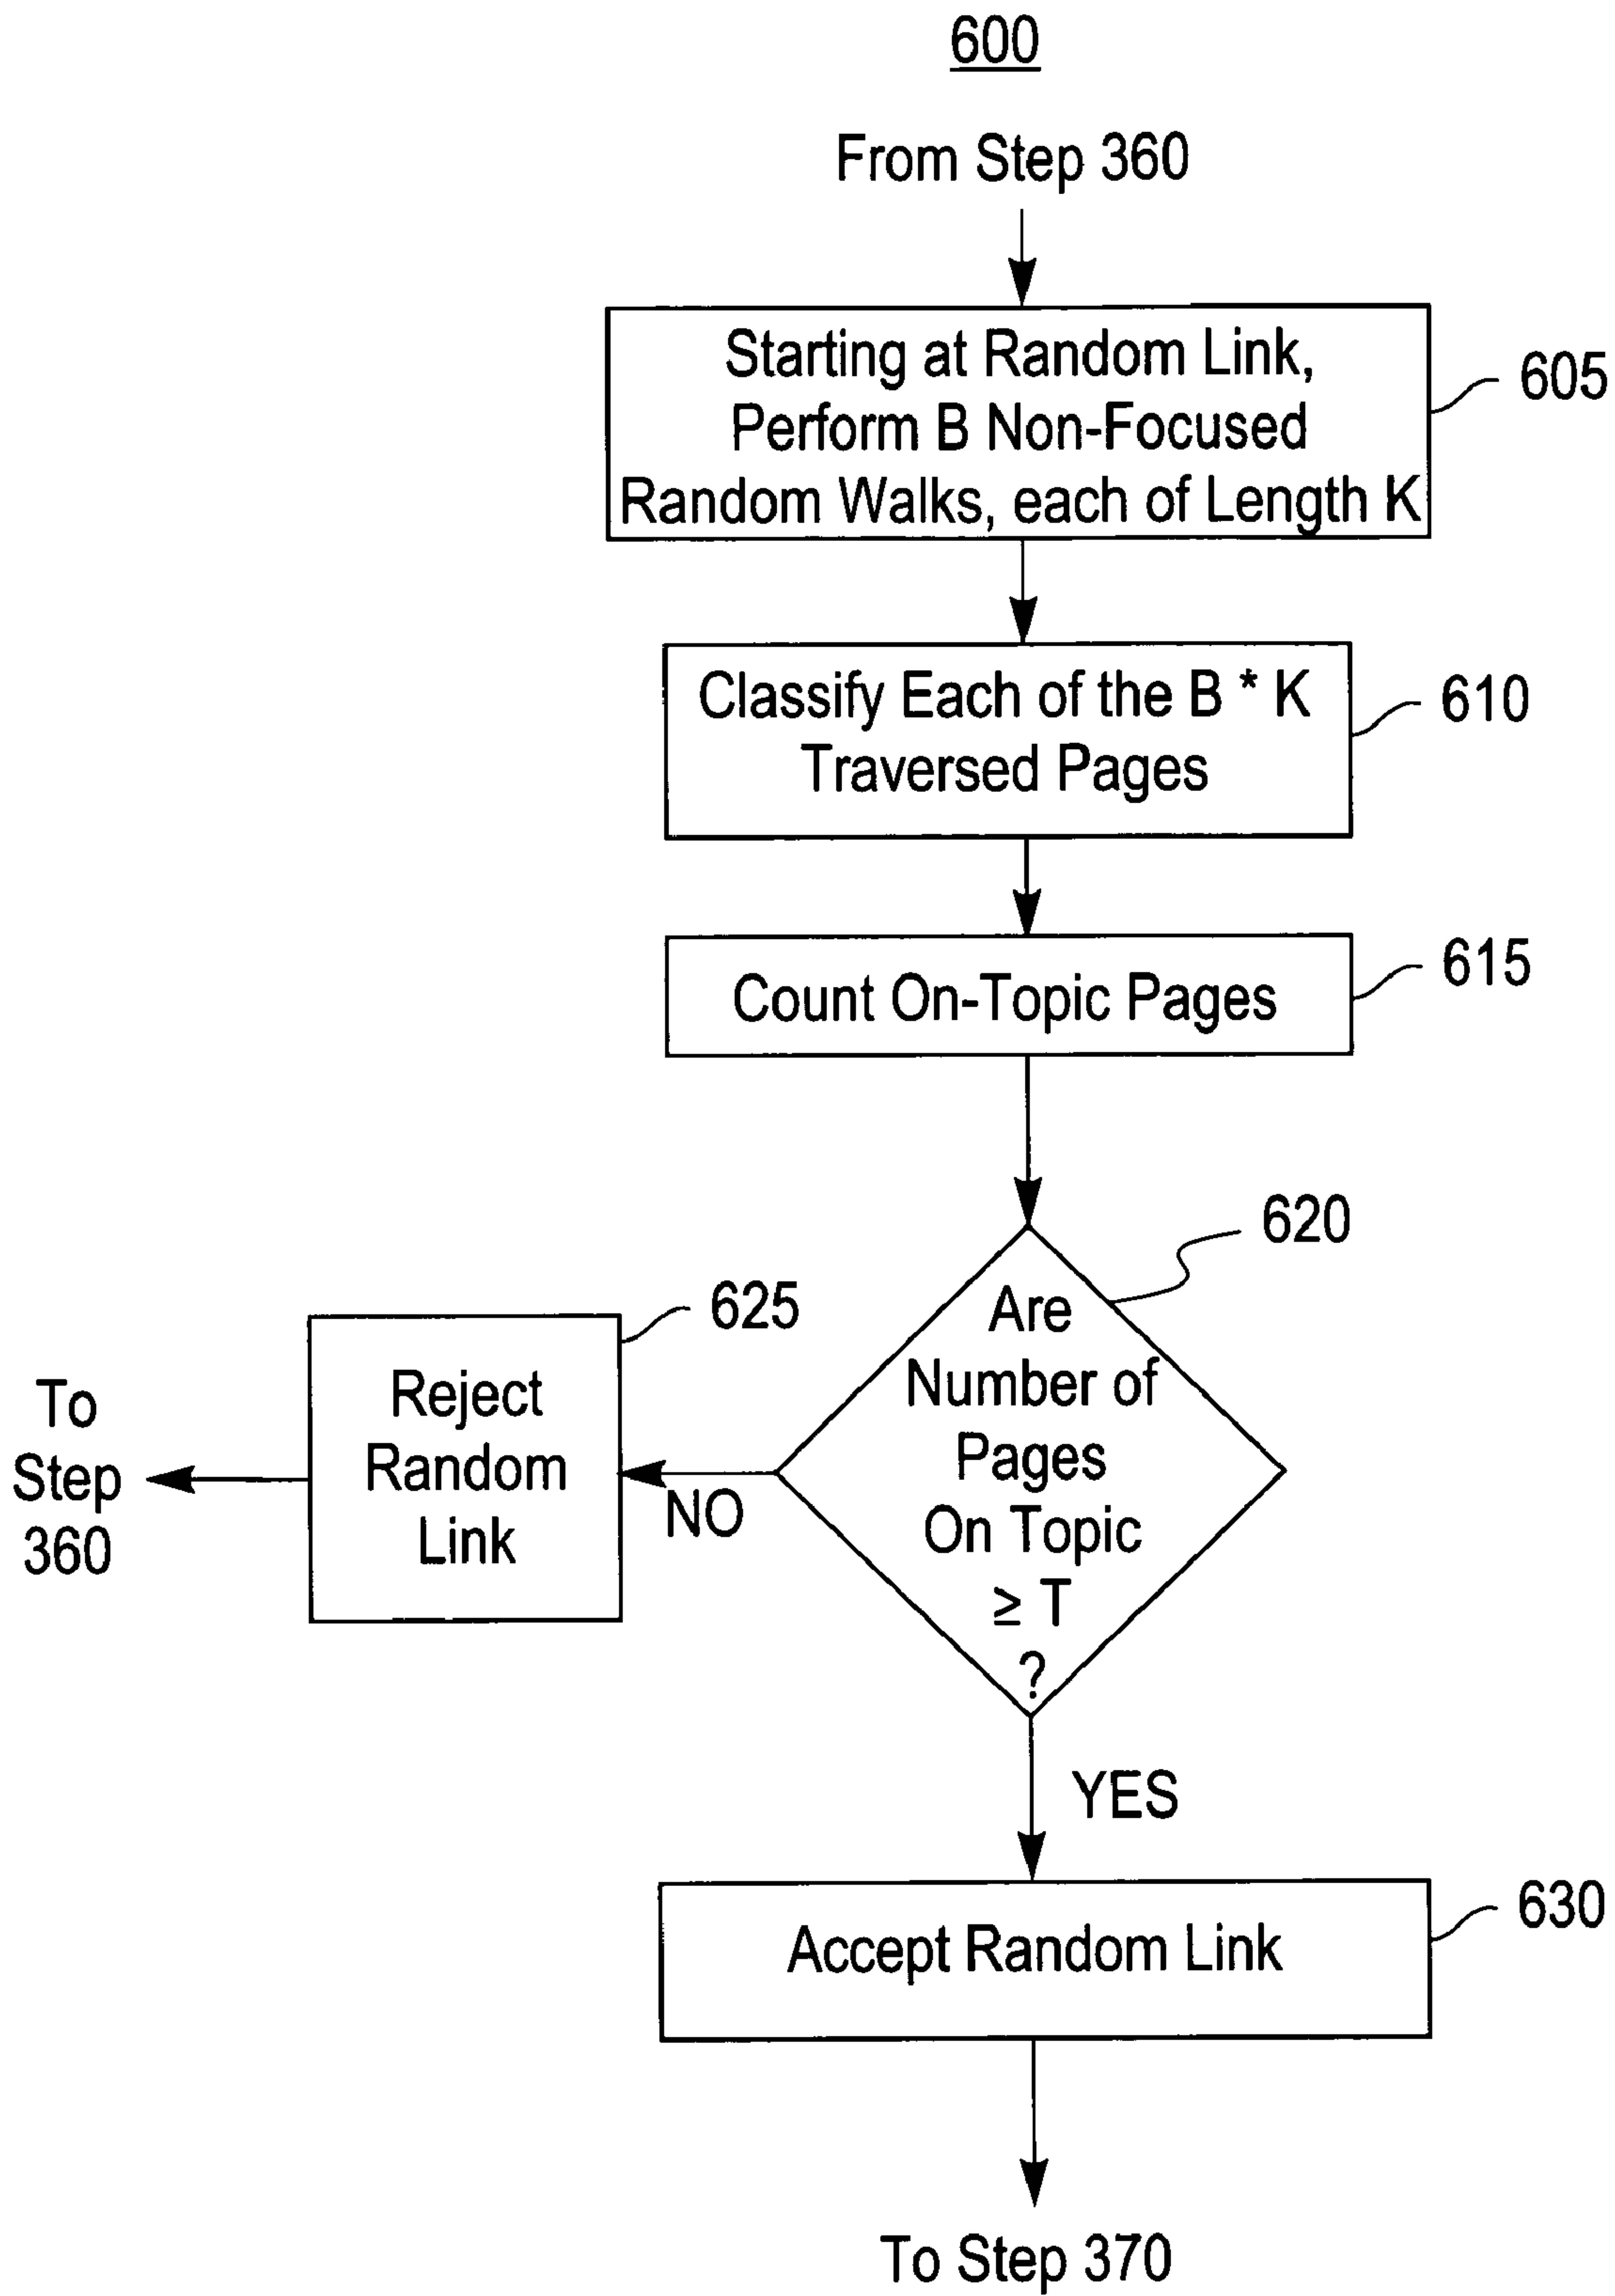 600
From Step 360
Starting at Random Link,
Perform B Non-Focused
Random Walks, each of Length K
605
Classify Each of the B * K
Traversed Pages
610
Count On-Topic Pages
615
620
Are
Number of
Pages
On Topic
≥ T
?
NO
625
Reject
Random
Link
To
Step
360
YES
Accept Random Link
630
To Step 370